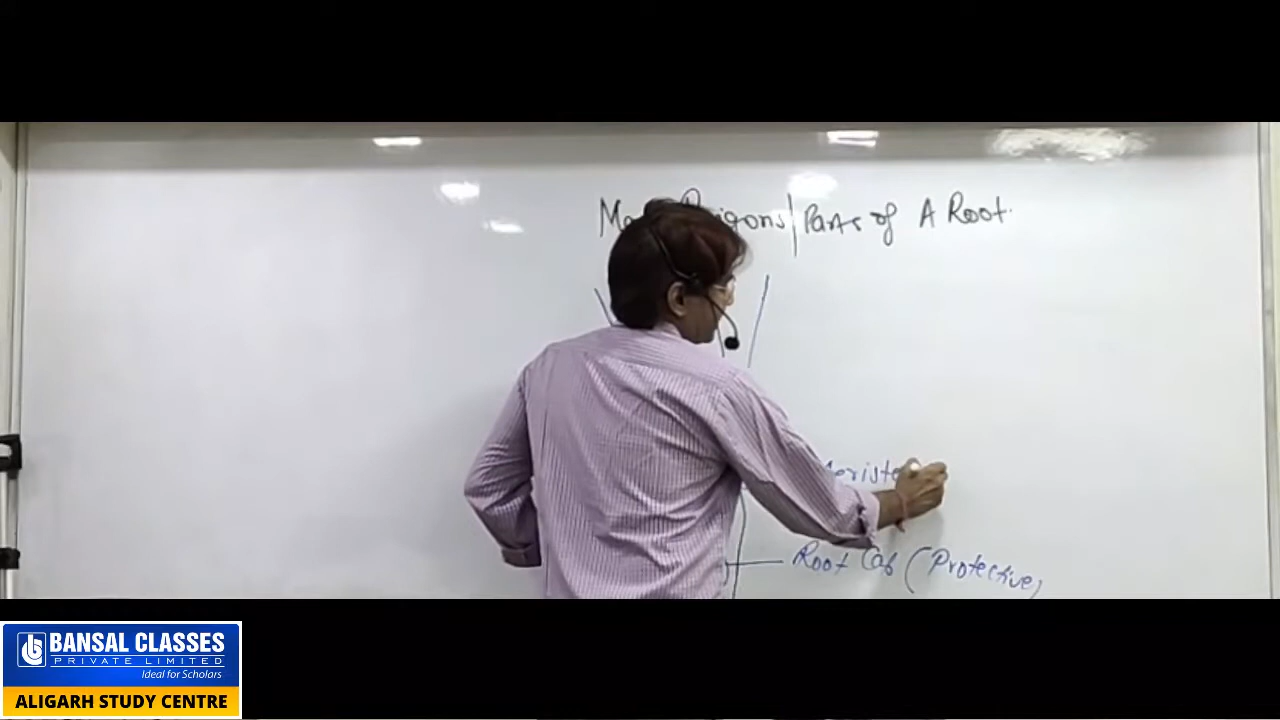 Parts of A Root.
Root Cap (Protective)
BANSAL CLASSES
PRIVATE LIMITED
Ideal for Scholars
ALIGARH STUDY CENTRE